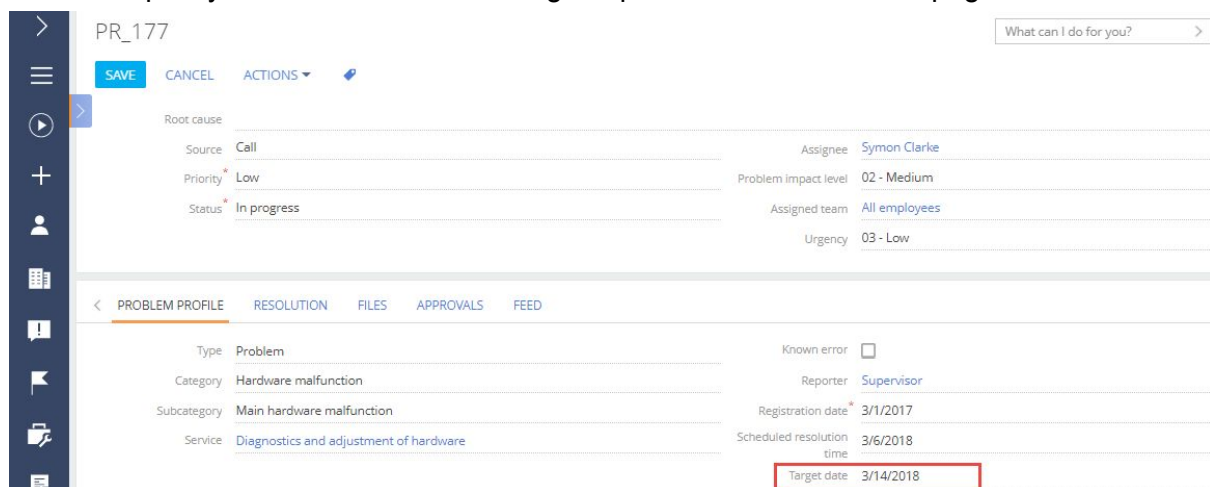 PR_177
What can I do for you?
SAVE CANCEL ACTIONS
Root cause
Source Call
Priority* Low
Status* In progress
Assignee Symon Clarke
Problem impact level 02 - Medium
Assigned team All employees
Urgency 03 - Low
PROBLEM PROFILE RESOLUTION FILES APPROVALS FEED
Type Problem
Category Hardware malfunction
Subcategory Main hardware malfunction
Service Diagnostics and adjustment of hardware
Known error
Reporter Supervisor
Registration date* 3/1/2017
Scheduled resolution
time 3/6/2018
Target date 3/14/2018